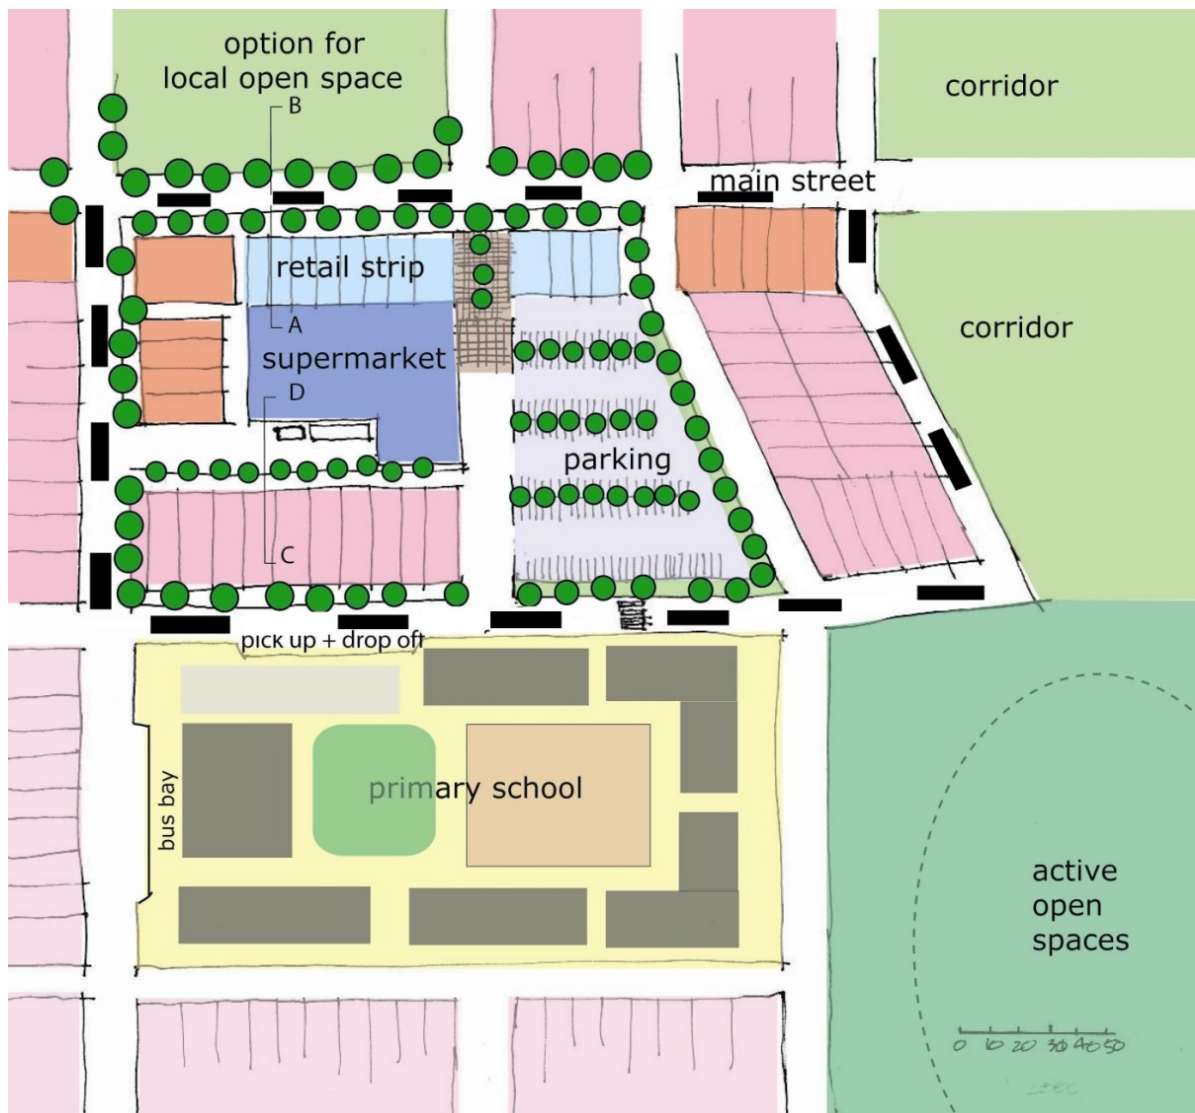 option for
local open space
B
corridor
main street
retail strip
A
supermarket
D
corridor
parking
C
pick up + drop off
primary school
bus bay
active
open
spaces
0 10 20 30 40 50